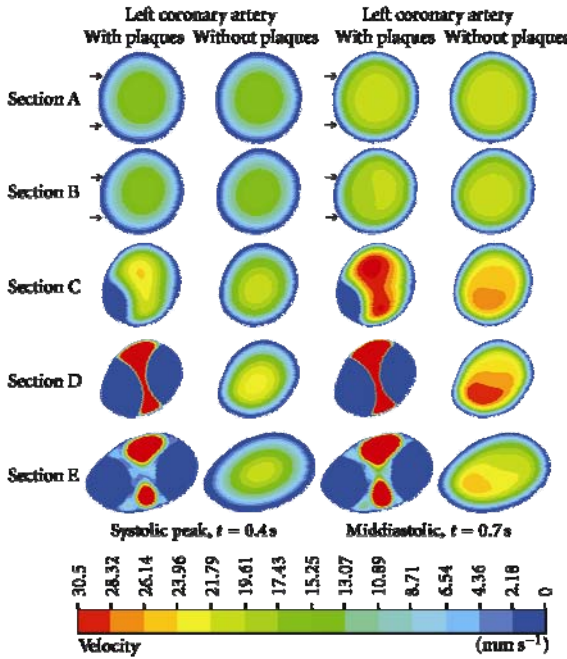 Left coronary artery Left coronary artery
With plaques Without plaques With plaques Without plaques
Section A
Section B
Section C
Section D
Section E
Systolic peak, t = 0.4 s Middiastolic, t = 0.7 s
30.5 28.32 26.14 23.96 21.79 19.61 17.43 15.25 13.07 10.89 8.71 6.54 4.36 2.18 0
Velocity (mm s⁻¹)